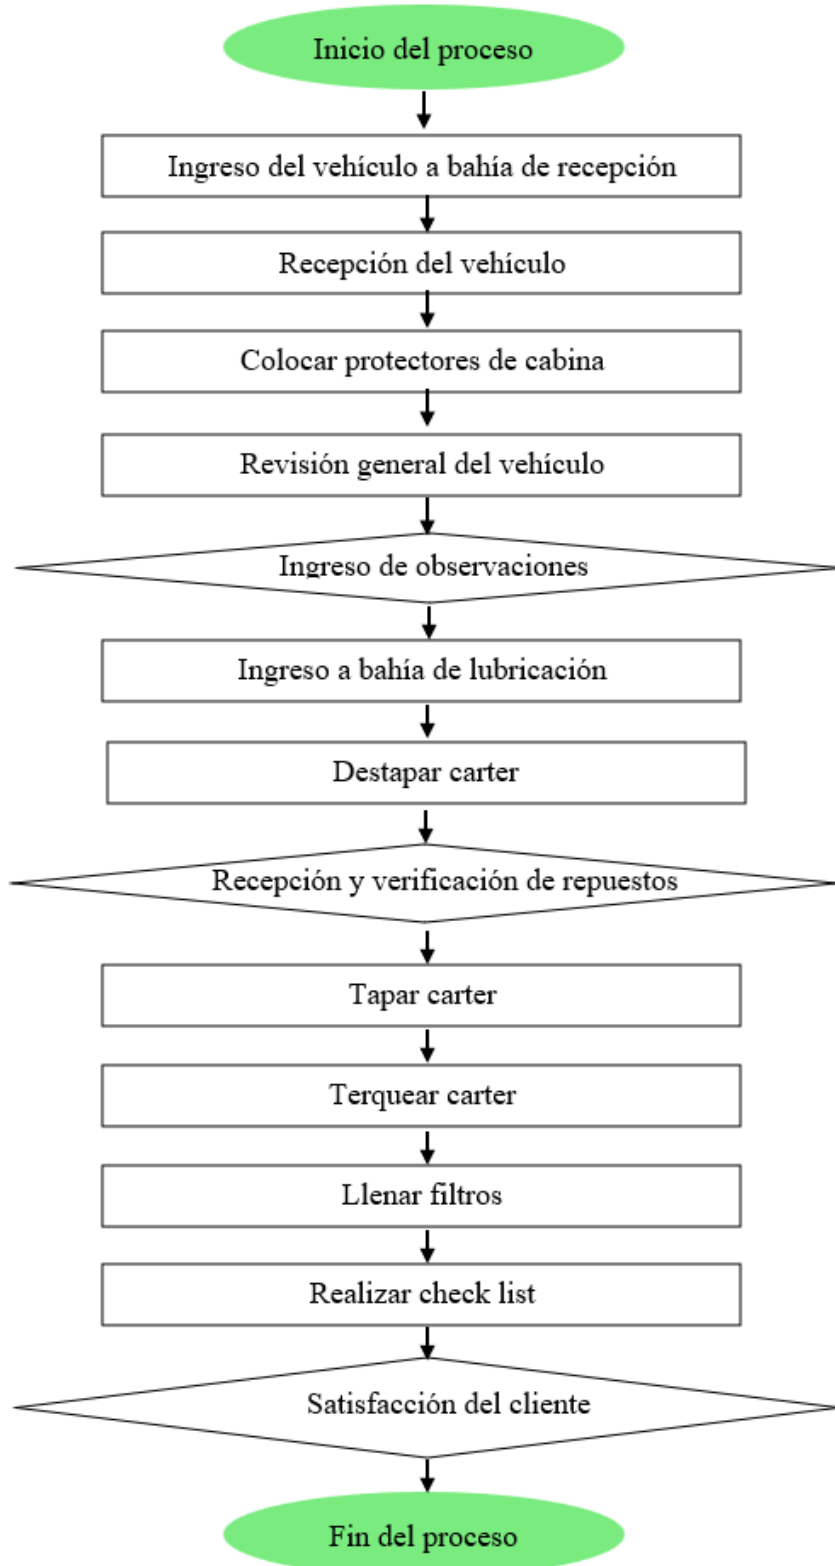 Inicio del proceso
Ingreso del vehículo a bahía de recepción
Recepción del vehículo
Colocar protectores de cabina
Revisión general del vehículo
Ingreso de observaciones
Ingreso a bahía de lubricación
Destapar carter
Recepción y verificación de repuestos
Tapar carter
Terquear carter
Llenar filtros
Realizar check list
Satisfacción del cliente
Fin del proceso